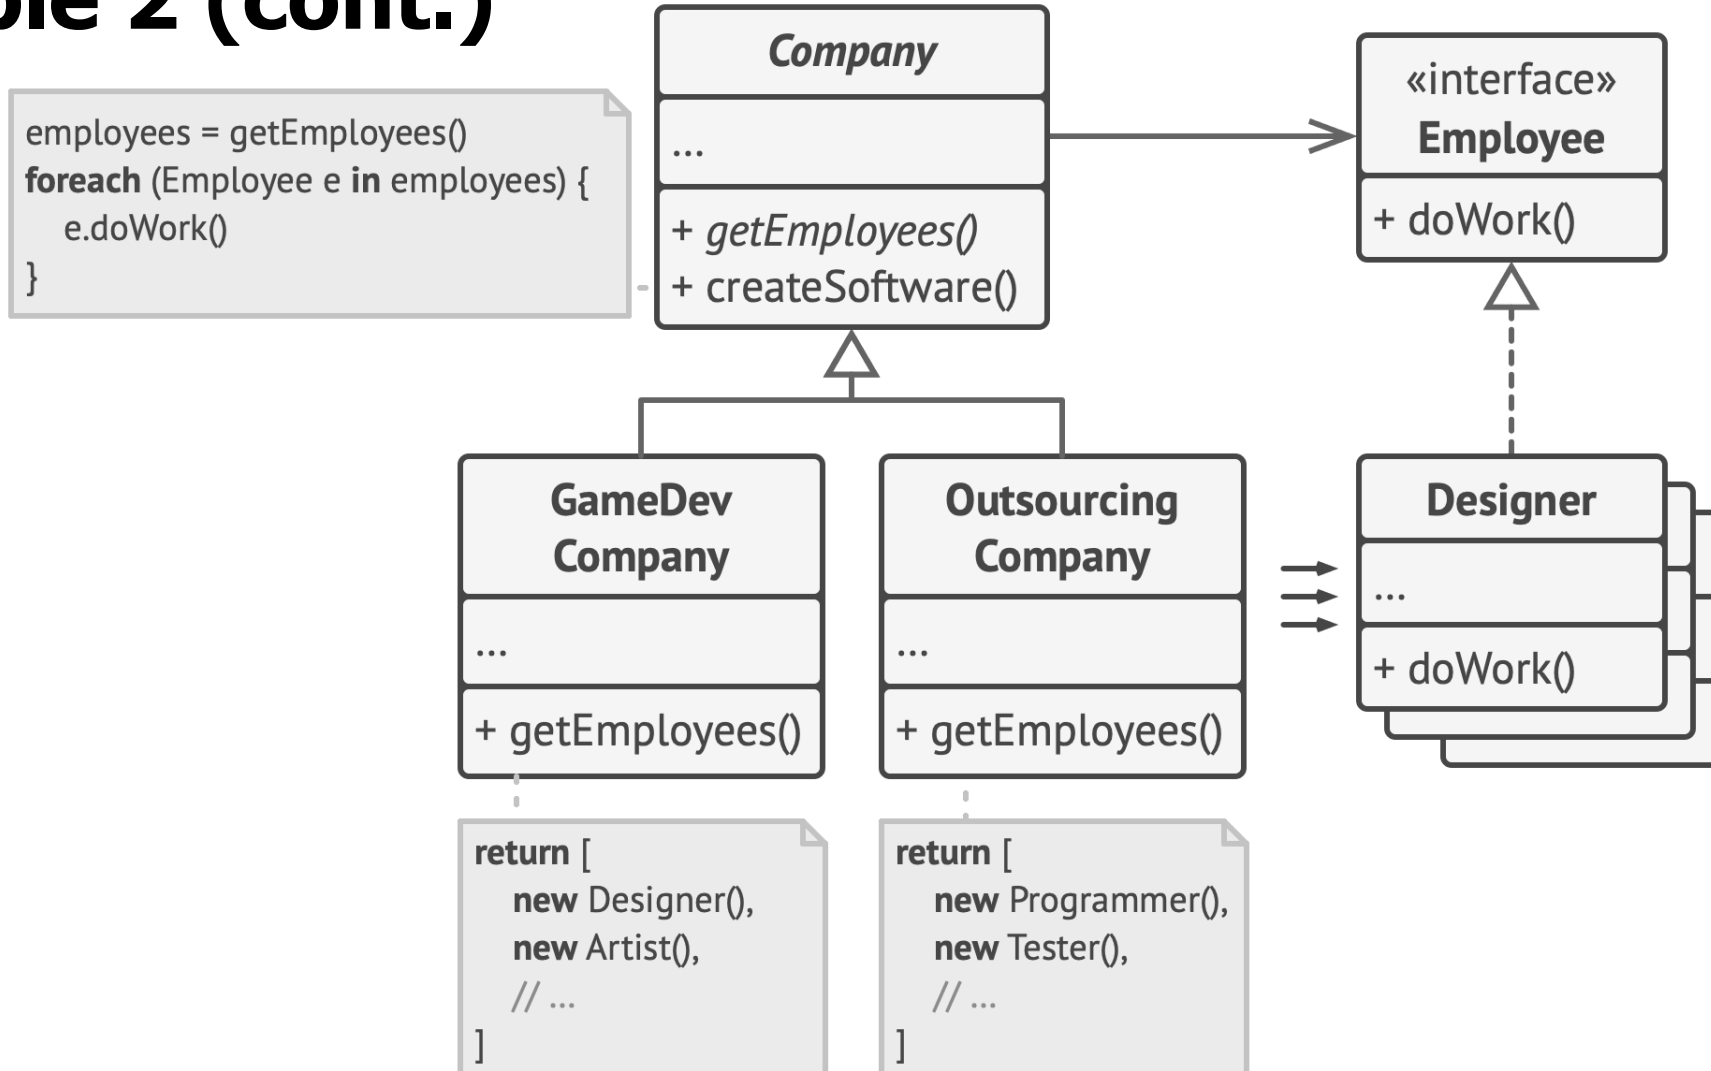 ple 2 (cont.)
employees = getEmployees()
foreach (Employee e in employees) {
e.doWork()
}
Company
...
+ getEmployees()
+ createSoftware()
«interface»
Employee
+ doWork()
GameDev
Company
...
+ getEmployees()
return [
new Designer(),
new Artist(),
// ...
]
Outsourcing
Company
...
+ getEmployees()
return [
new Programmer(),
new Tester(),
// ...
]
Designer
...
+ doWork()